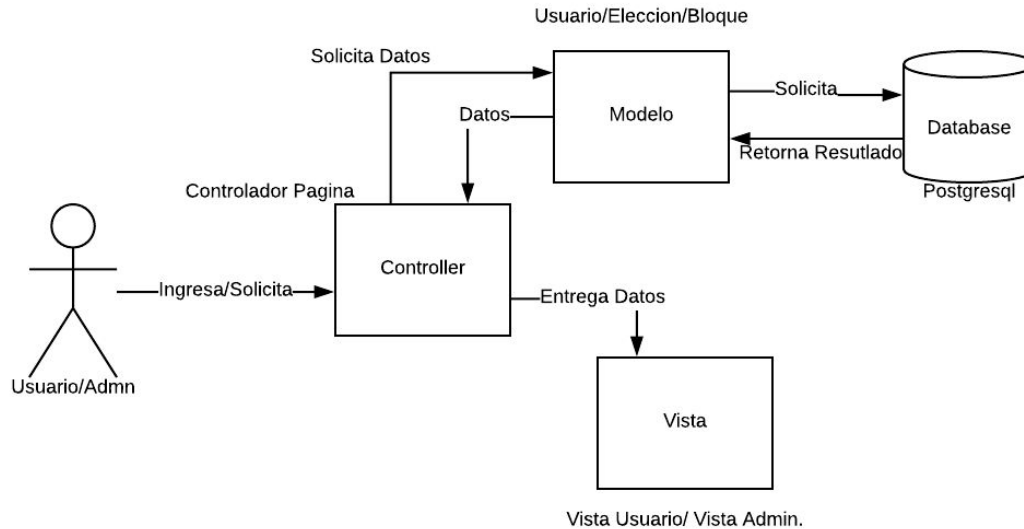 Usuario/Eleccion/Bloque
Solicita Datos
Modelo
Solicita
Datos
Database
Retorna Resutlado
Postgresql
Controlador Pagina
Controller
Ingresa/Solicita
Entrega Datos
Usuario/Admn
Vista
Vista Usuario/ Vista Admin.